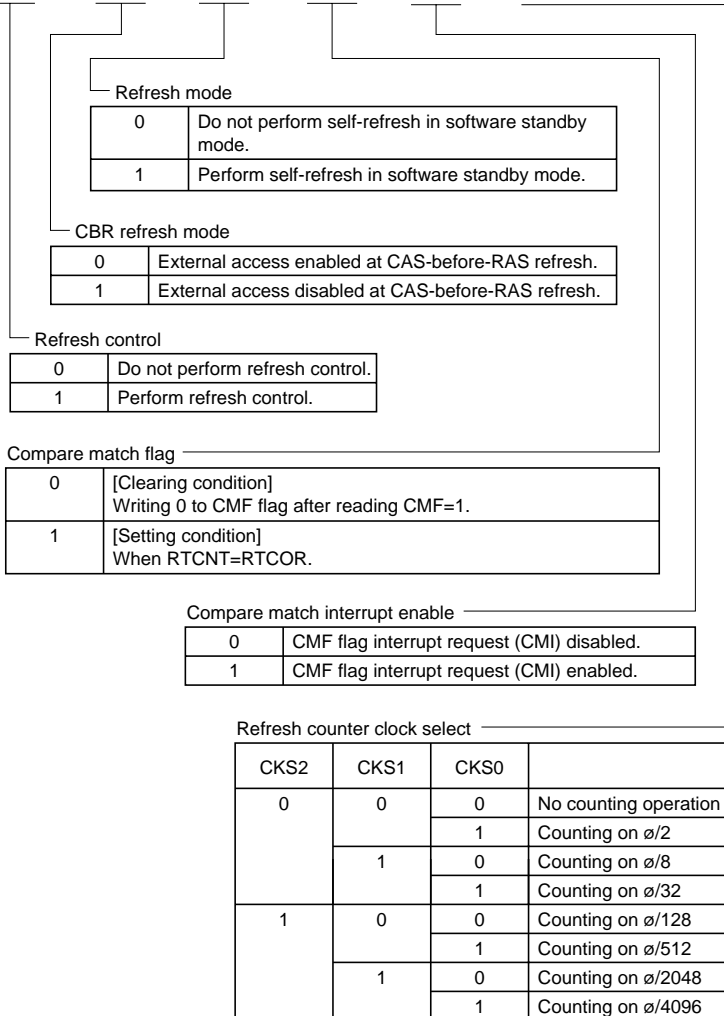 Refresh mode
0 Do not perform self-refresh in software standby
mode.
1 Perform self-refresh in software standby mode.
CBR refresh mode
0 External access enabled at CAS-before-RAS refresh.
1 External access disabled at CAS-before-RAS refresh.
Refresh control
0 Do not perform refresh control.
1 Perform refresh control.
Compare match flag
0 [Clearing condition]
Writing 0 to CMF flag after reading CMF=1.
1 [Setting condition]
When RTCNT=RTCOR.
Compare match interrupt enable
0 CMF flag interrupt request (CMI) disabled.
1 CMF flag interrupt request (CMI) enabled.
Refresh counter clock select
CKS2 CKS1 CKS0
0 0 0 No counting operation
1 Counting on ø/2
1 0 Counting on ø/8
1 Counting on ø/32
1 0 0 Counting on ø/128
1 Counting on ø/512
1 0 Counting on ø/2048
1 Counting on ø/4096